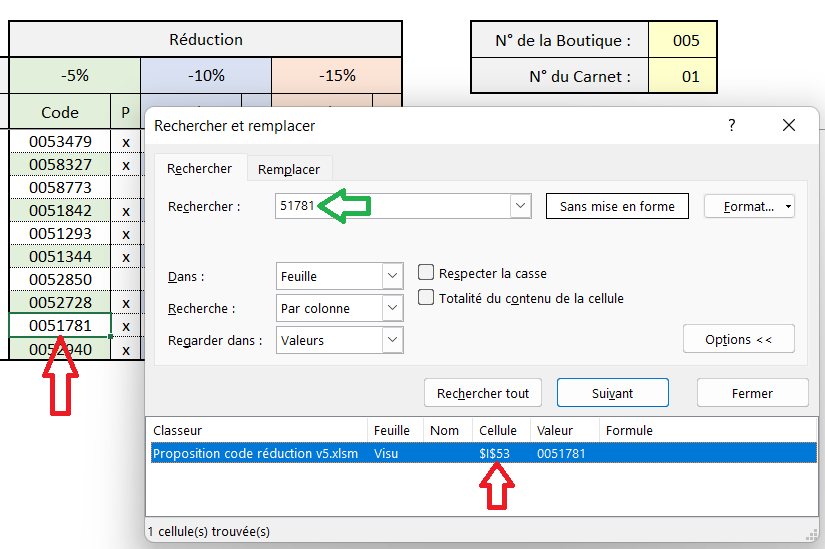 Réduction
N° de la Boutique : 005
-5% -10% -15%
N° du Carnet : 01
Code P
Rechercher et remplacer ? ×
0053479 x
0058327 x
0058773
0051842 x
0051293 x
0051344 x
0052850
0052728 x
0051781 x
0052940 x
Rechercher Remplacer
Rechercher : 51781 Sans mise en forme Format...
Dans : Feuille Respecter la casse
Totalité du contenu de la cellule
Recherche : Par colonne
Regarder dans : Valeurs Options <<
Rechercher tout Suivant Fermer
Classeur Feuille Nom Cellule Valeur Formule
Proposition code réduction v5.xlsm Visu $I$53 0051781
1 cellule(s) trouvée(s)